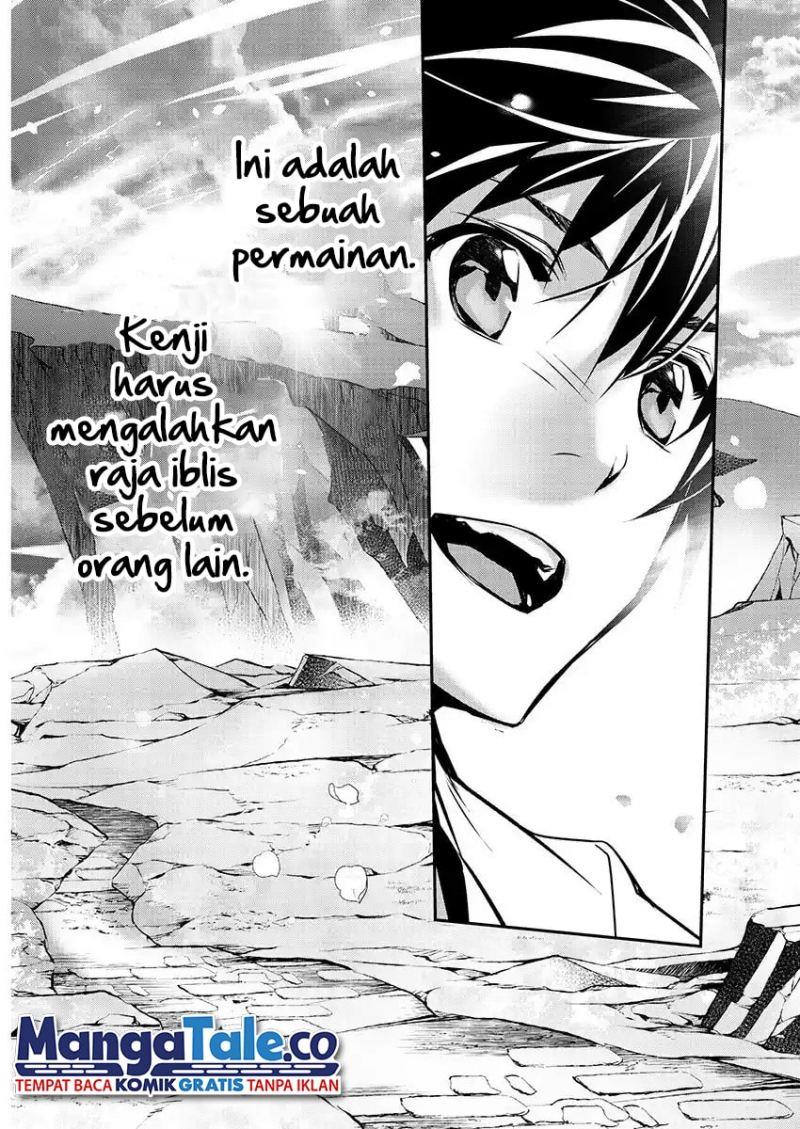 Ini adalah
sebuah
permainan.
Kenji
harus
mengalahkan
raja iblis
sebelum
orang lain.
MangaTale.co
TEMPAT BACA KOMIK GRATIS TANPA IKLAN